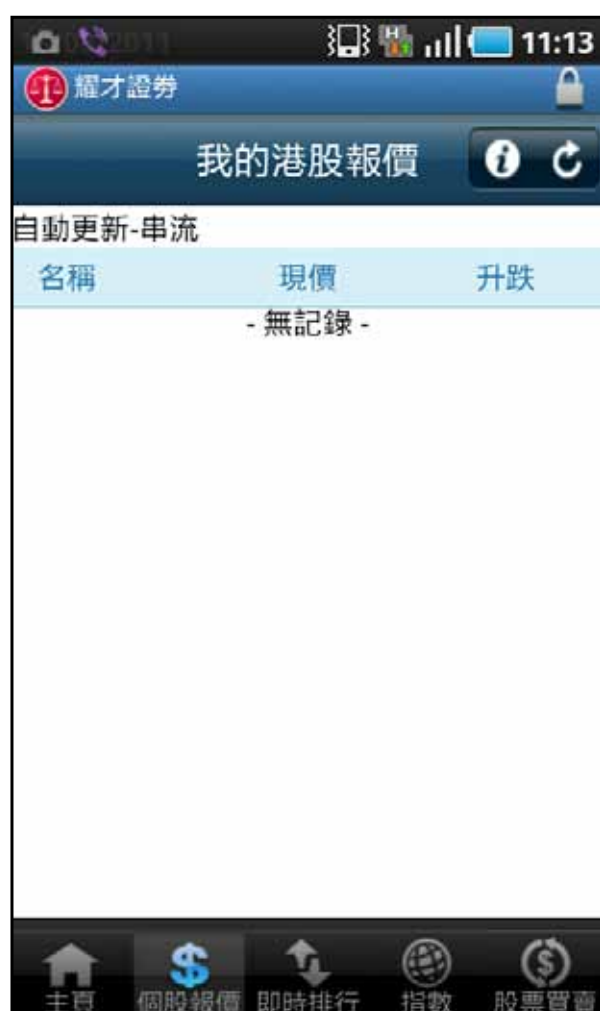 11:13
耀才證券
我的港股報價
自動更新-串流
名稱 現價 升跌
- 無記錄 -
主頁 個股報價 即時排行 指數 股票買賣